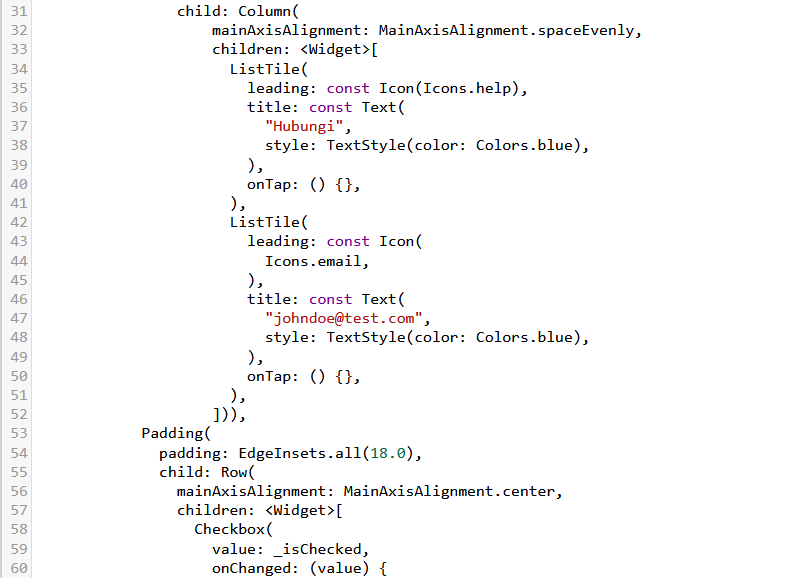 31 child: Column(
32 mainAxisAlignment: MainAxisAlignment.spaceEvenly,
33 children: <Widget>[
34 ListTile(
35 leading: const Icon(Icons.help),
36 title: const Text(
37 "Hubungi",
38 style: TextStyle(color: Colors.blue),
39 ),
40 onTap: () {},
41 ),
42 ListTile(
43 leading: const Icon(
44 Icons.email,
45 ),
46 title: const Text(
47 "johndoe@test.com",
48 style: TextStyle(color: Colors.blue),
49 ),
50 onTap: () {},
51 ),
52 ])),
53 Padding(
54 padding: EdgeInsets.all(18.0),
55 child: Row(
56 mainAxisAlignment: MainAxisAlignment.center,
57 children: <Widget>[
58 Checkbox(
59 value: _isChecked,
60 onChanged: (value) {